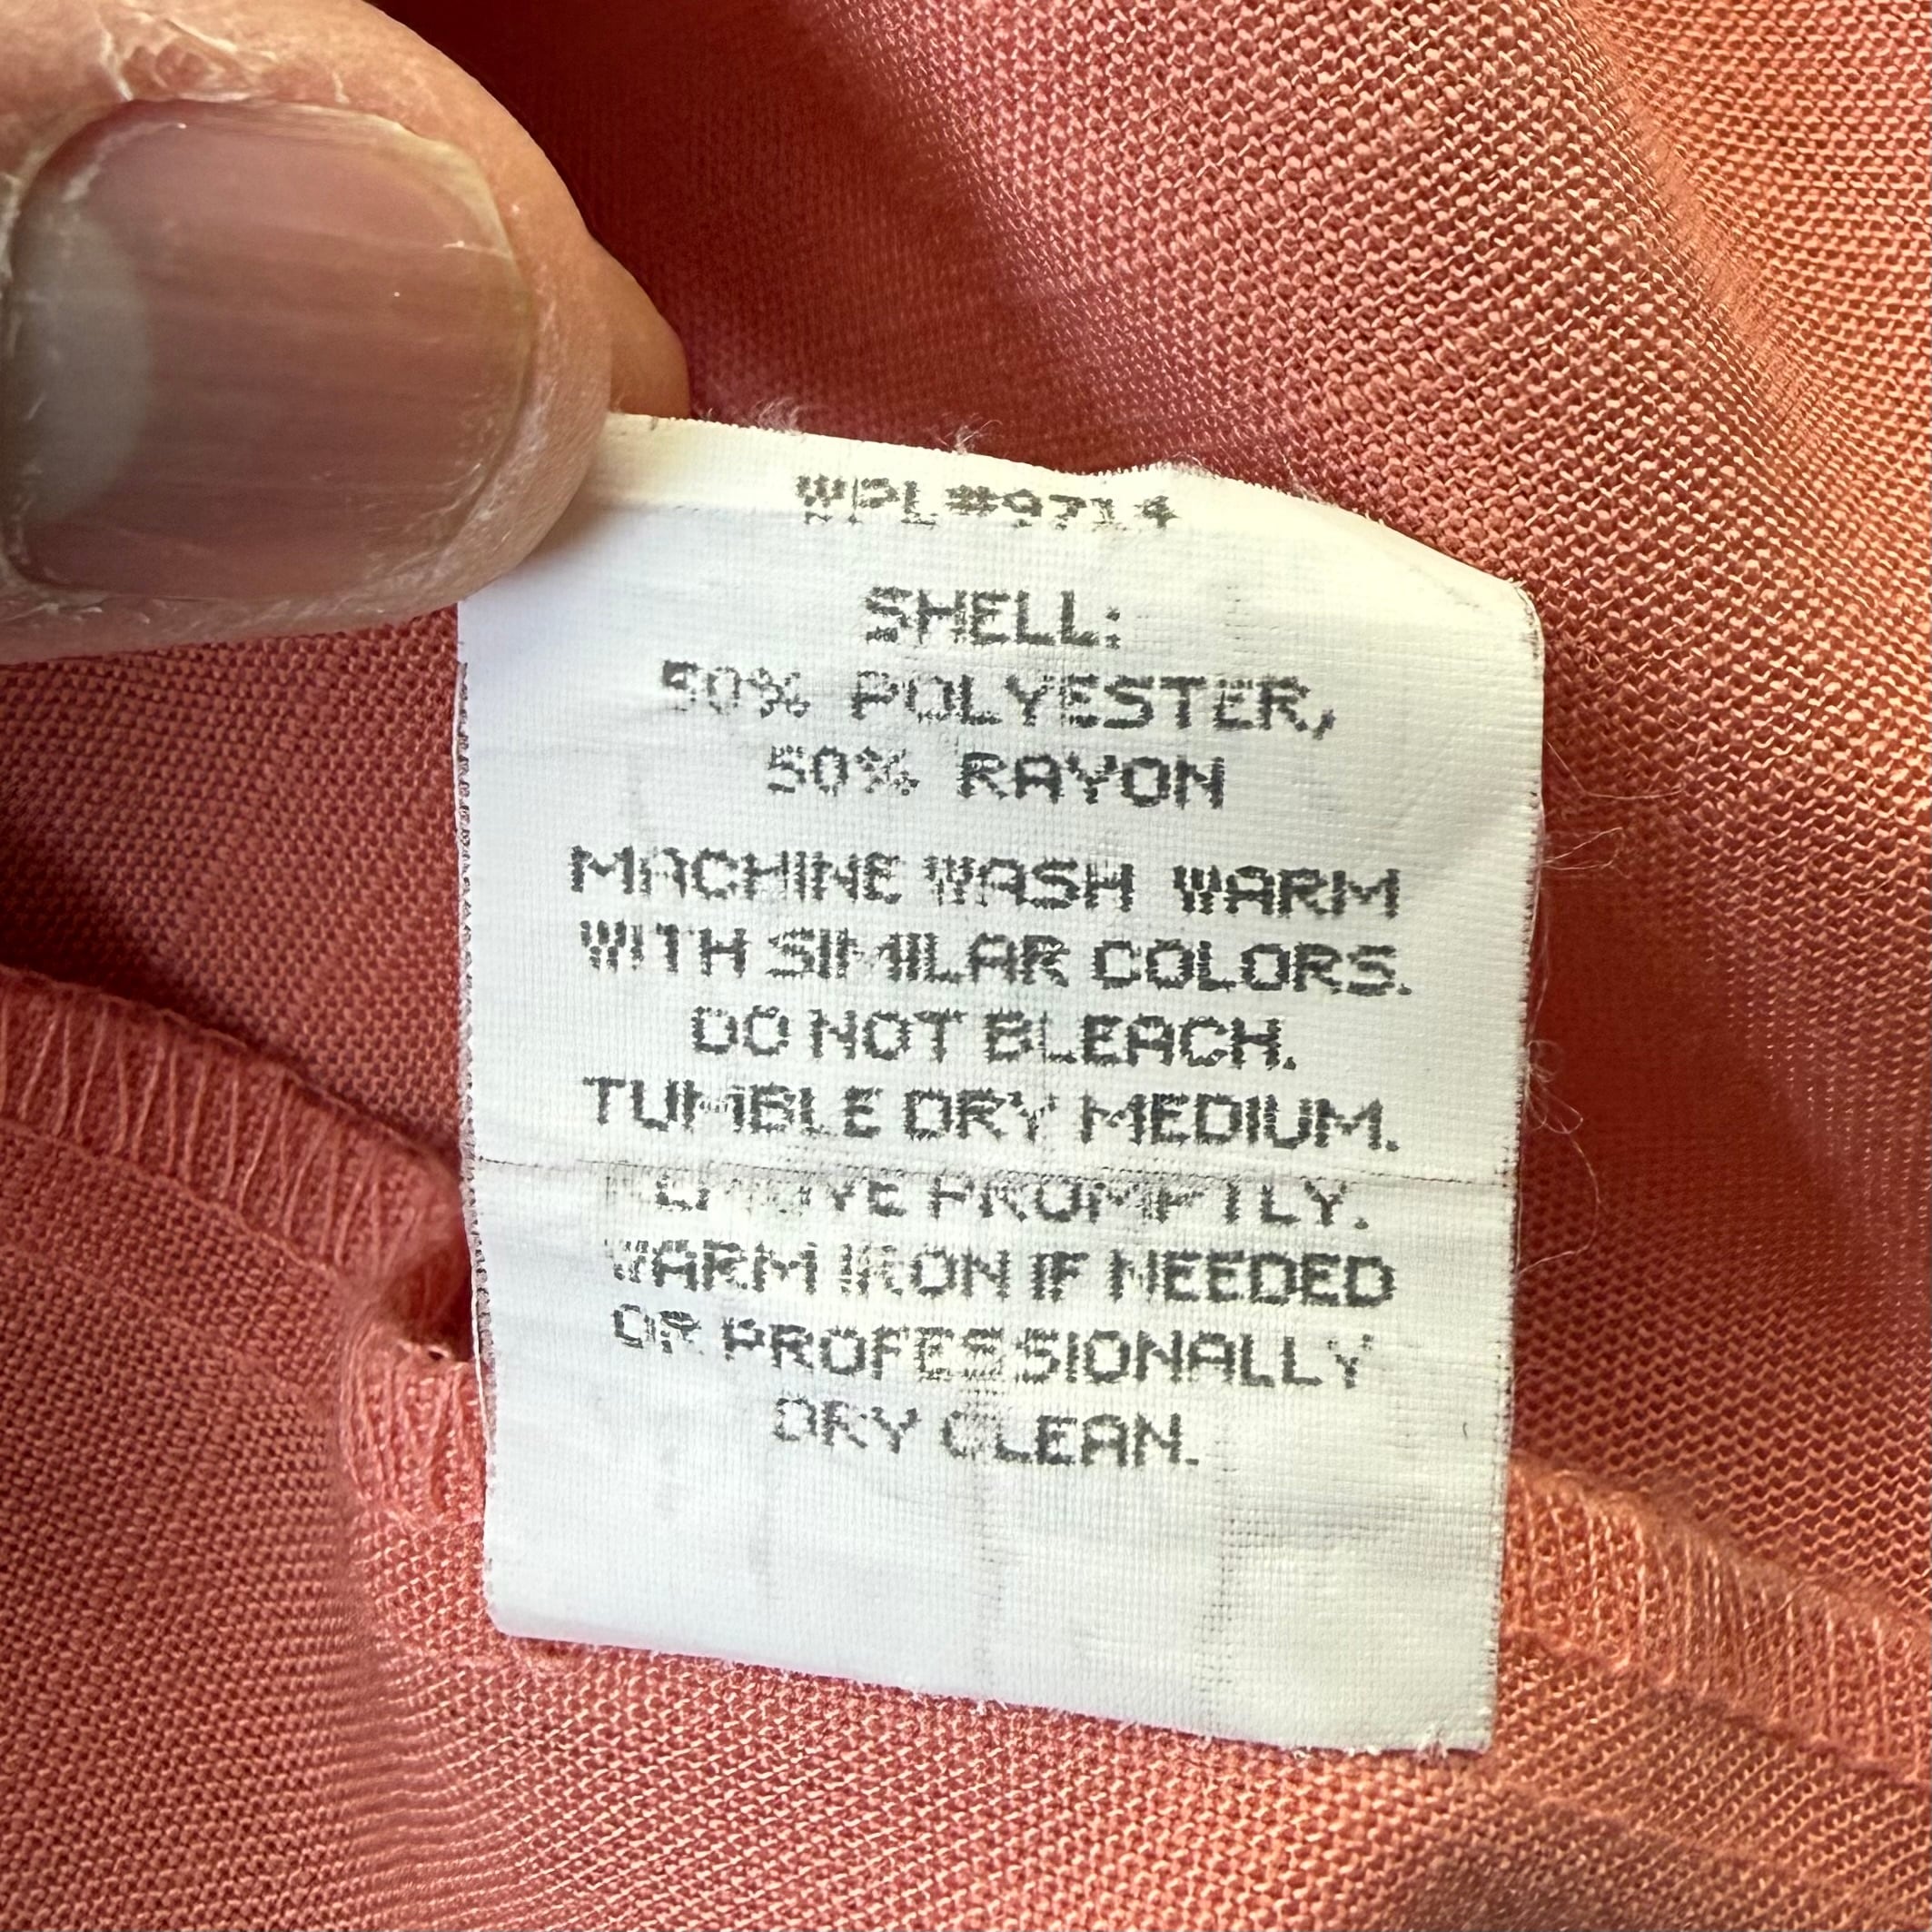 WPL#9714
SHELL:
50% POLYESTER,
50% RAYON
MACHINE WASH WARM
WITH SIMILAR COLORS.
DO NOT BLEACH.
TUMBLE DRY MEDIUM.
PROMPTLY.
WARM IRON IF NEEDED
OR PROFESSIONALLY
DRY CLEAN.